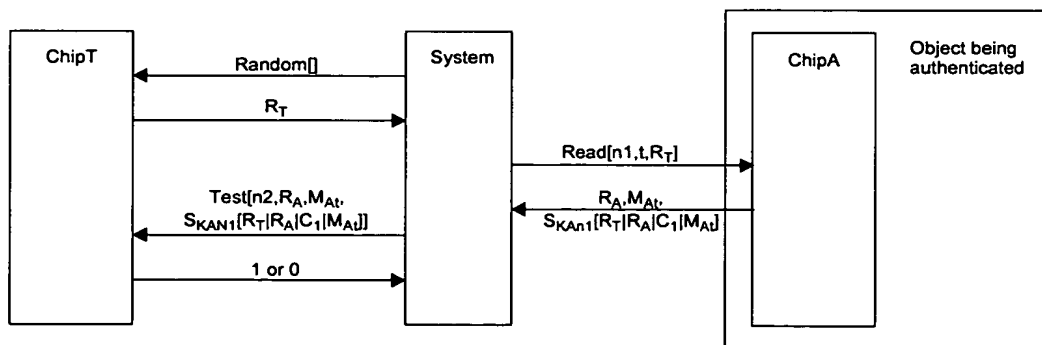 ChipT
System
ChipA
Object being
authenticated
Random[]
R_T
Read[n1,t,R_T]
Test[n2,R_A,M_At,
S_KAN1[R_T|R_A|C_1|M_At]]
R_A,M_At,
S_KAn1[R_T|R_A|C_1|M_At]
1 or 0